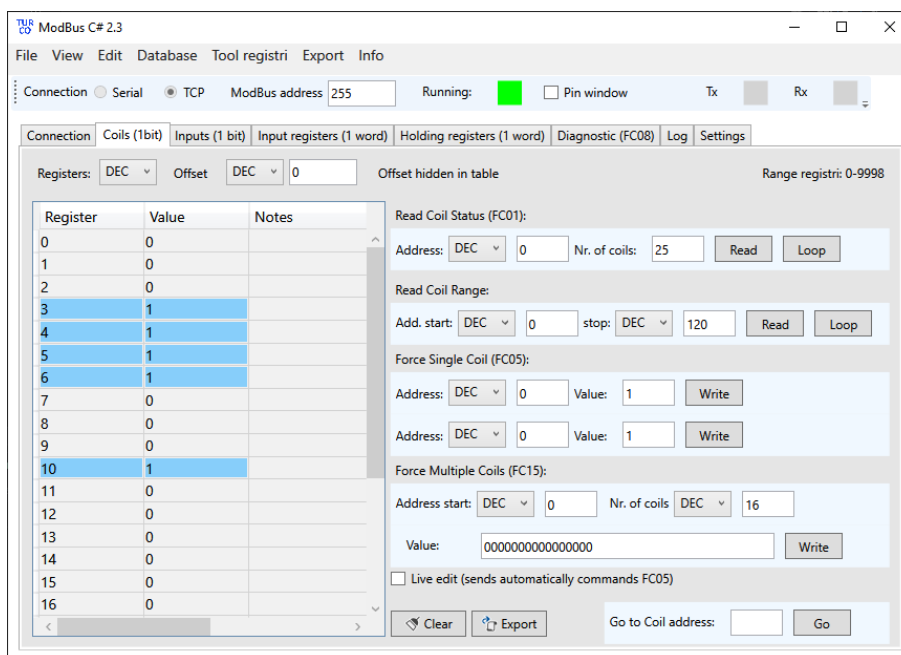 TUR CO ModBus C# 2.3
File View Edit Database Tool registri Export Info
Connection Serial TCP ModBus address 255 Running: Pin window Tx Rx
Connection Coils (1bit) Inputs (1 bit) Input registers (1 word) Holding registers (1 word) Diagnostic (FC08) Log Settings
Registers: DEC Offset DEC 0 Offset hidden in table Range registri: 0-9998
Register Value Notes
0 0
1 0
2 0
3 1
4 1
5 1
6 1
7 0
8 0
9 0
10 1
11 0
12 0
13 0
14 0
15 0
16 0
Read Coil Status (FC01):
Address: DEC 0 Nr. of coils: 25 Read Loop
Read Coil Range:
Add. start: DEC 0 stop: DEC 120 Read Loop
Force Single Coil (FC05):
Address: DEC 0 Value: 1 Write
Address: DEC 0 Value: 1 Write
Force Multiple Coils (FC15):
Address start: DEC 0 Nr. of coils DEC 16
Value: 0000000000000000 Write
Live edit (sends automatically commands FC05)
Clear Export Go to Coil address: Go